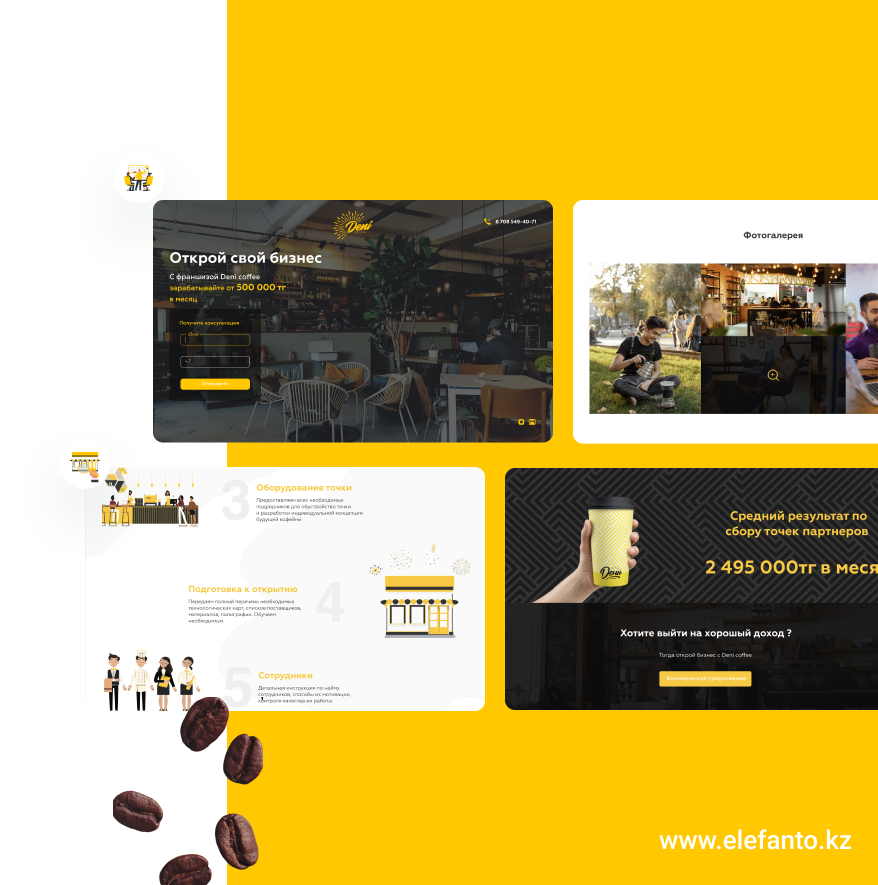 Deni
8 708 549-40-71
Открой свой бизнес
С франшизой Deni coffee
зарабатывайте от 500 000 тг
в месяц
Получить консультация
Имя
+7
Отправить
Фотогалерея
3
Оборудование точки
Предоставляем всех необходимых
подрядчиков для обустройство точки
и разработки индивидуальной концепции
будущей кофейни.
Подготовка к открытию
Передаем полный перечень необходимых
технологических карт, списков поставщиков,
материалов, полиграфии. Обучаем
необходимым.
4
5
Сотрудники
Детальная инструкция по найму
сотрудников, способы их мотивации,
контроля качества их работы.
Средний результат по
сбору точек партнеров
2 495 000тг в меся
Deni
Хотите выйти на хороший доход ?
Тогда открой бизнес с Deni coffee
Коммерческое предложение
www.elefanto.kz